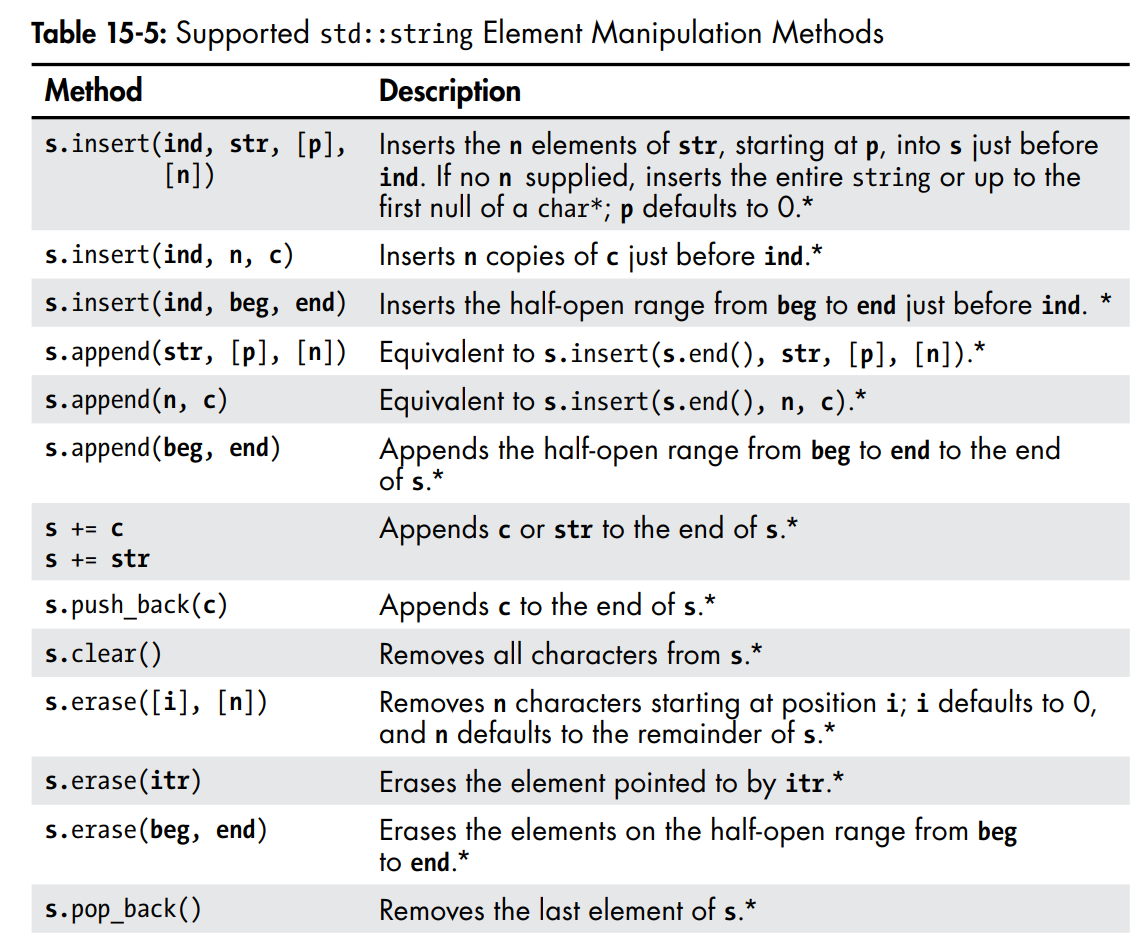 Table 15-5: Supported std::string Element Manipulation Methods
Method Description
s.insert(ind, str, [p], Inserts the n elements of str, starting at p, into s just before
[n]) ind. If no n supplied, inserts the entire string or up to the
first null of a char*; p defaults to 0.*
s.insert(ind, n, c) Inserts n copies of c just before ind.*
s.insert(ind, beg, end) Inserts the half-open range from beg to end just before ind. *
s.append(str, [p], [n]) Equivalent to s.insert(s.end(), str, [p], [n]).*
s.append(n, c) Equivalent to s.insert(s.end(), n, c).*
s.append(beg, end) Appends the half-open range from beg to end to the end
of s.*
s += c Appends c or str to the end of s.*
s += str
s.push_back(c) Appends c to the end of s.*
s.clear() Removes all characters from s.*
s.erase([i], [n]) Removes n characters starting at position i; i defaults to 0,
and n defaults to the remainder of s.*
s.erase(itr) Erases the element pointed to by itr.*
s.erase(beg, end) Erases the elements on the half-open range from beg
to end.*
s.pop_back() Removes the last element of s.*